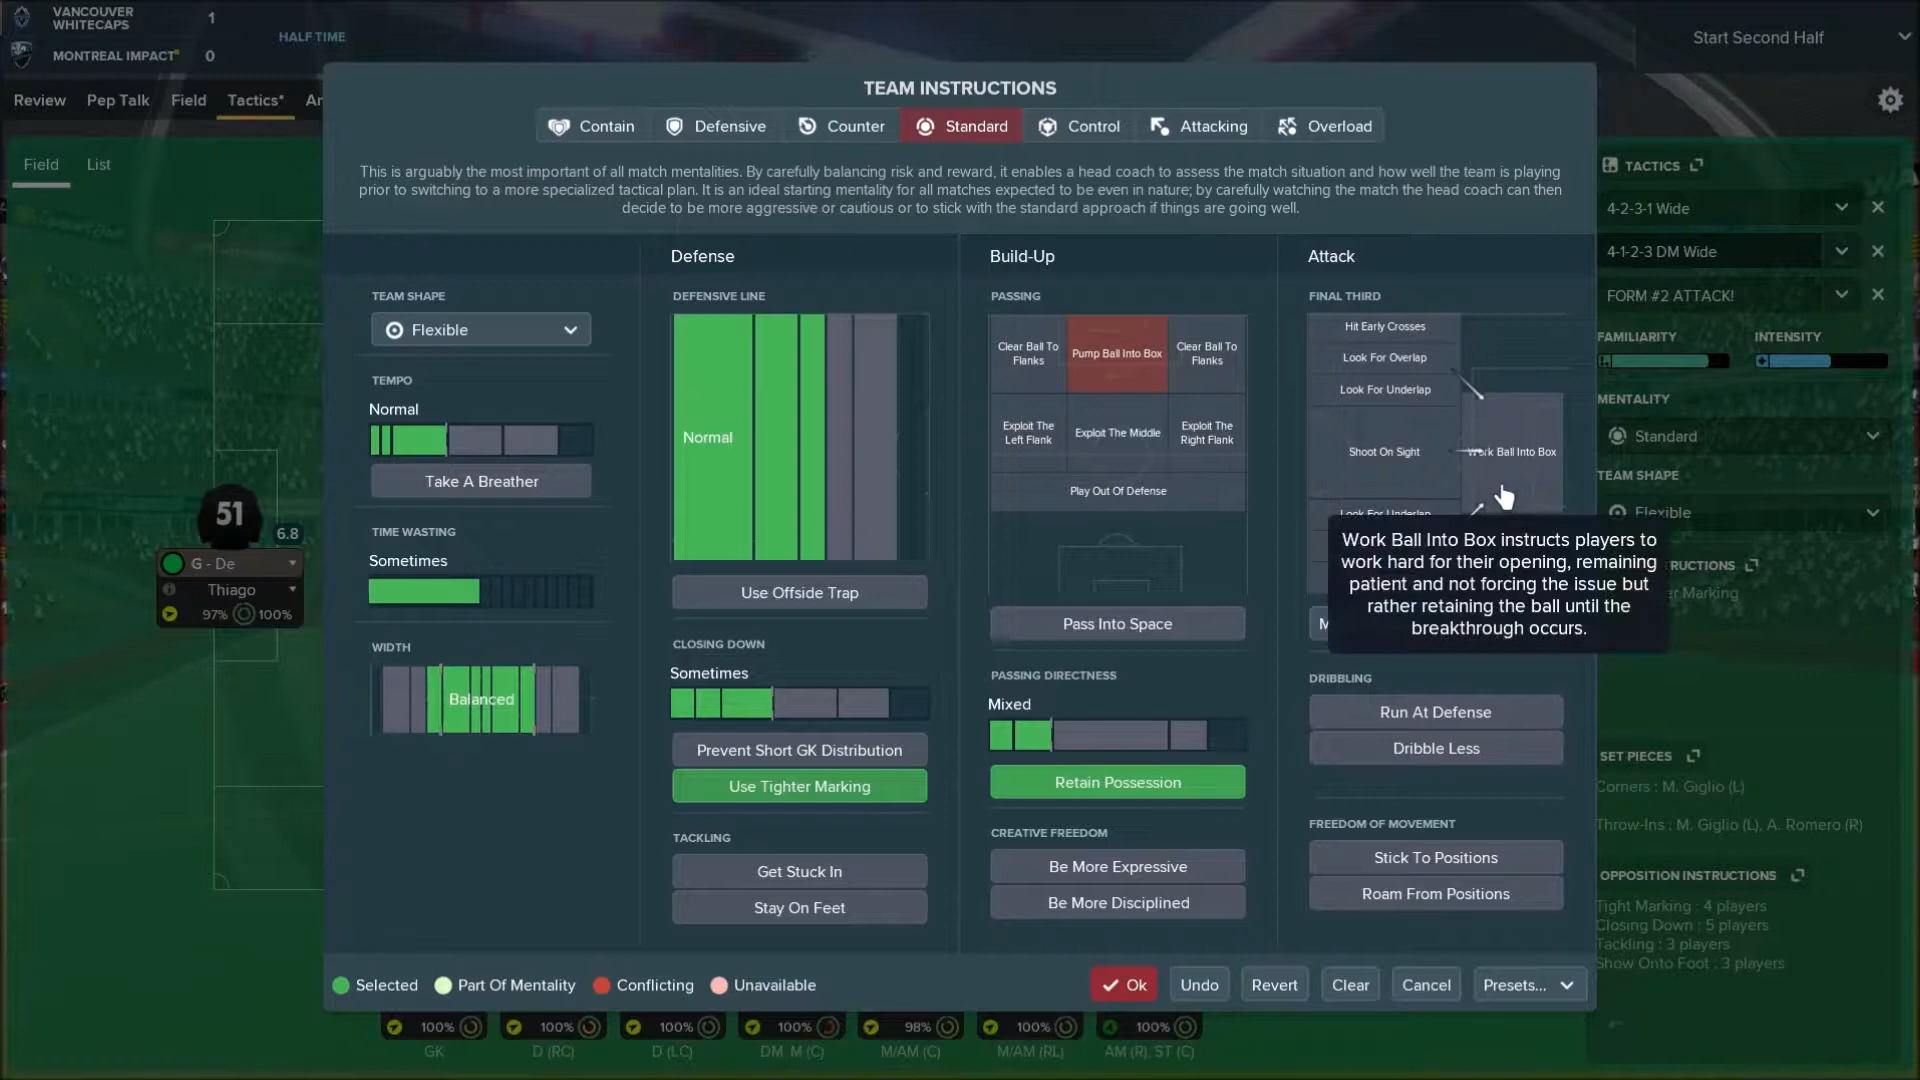 VANCOUVER
WHITECAPS
1
MONTREAL IMPACT
0
HALF TIME
Start Second Half
Review
Pep Talk
Field
Tactics*
TEAM INSTRUCTIONS
Contain
Defensive
Counter
Standard
Control
Attacking
Overload
This is arguably the most important of all match mentalities. By carefully balancing risk and reward, it enables a head coach to assess the match situation and how well the team is playing
prior to switching to a more specialized tactical plan. It is an ideal starting mentality for all matches expected to be even in nature; by carefully watching the match the head coach can then
decide to be more aggressive or cautious or to stick with the standard approach if things are going well.
Field
List
51
6.8
G - De
Thiago
97%
100%
TEAM SHAPE
Flexible
TEMPO
Normal
Take A Breather
TIME WASTING
Sometimes
WIDTH
Balanced
Defense
DEFENSIVE LINE
Normal
Use Offside Trap
CLOSING DOWN
Sometimes
Prevent Short GK Distribution
Use Tighter Marking
TACKLING
Get Stuck In
Stay On Feet
Build-Up
PASSING
Clear Ball To
Flanks
Pump Ball Into Box
Clear Ball To
Flanks
Exploit The
Left Flank
Exploit The Middle
Exploit The
Right Flank
Play Out Of Defense
Pass Into Space
PASSING DIRECTNESS
Mixed
Retain Possession
CREATIVE FREEDOM
Be More Expressive
Be More Disciplined
Attack
FINAL THIRD
Hit Early Crosses
Look For Overlap
Look For Underlap
Shoot On Sight
Work Ball Into Box
Look For Underlap
Work Ball Into Box instructs players to
work hard for their opening, remaining
patient and not forcing the issue but
rather retaining the ball until the
breakthrough occurs.
DRIBBLING
Run At Defense
Dribble Less
FREEDOM OF MOVEMENT
Stick To Positions
Roam From Positions
Selected
Part Of Mentality
Conflicting
Unavailable
Ok
Undo
Revert
Clear
Cancel
Presets...
TACTICS
4-2-3-1 Wide
4-1-2-3 DM Wide
FORM #2 ATTACK!
FAMILIARITY
INTENSITY
MENTALITY
Standard
TEAM SHAPE
Flexible
Marking
SET PIECES
Corners : M. Giglio (L)
Throw-Ins : M. Giglio (L), A. Romero (R)
OPPOSITION INSTRUCTIONS
Tight Marking : 4 players
Closing Down : 5 players
Tackling : 3 players
Show Onto Foot : 3 players
100%
100%
100%
100%
98%
100%
100%
GK
D (RC)
D (LC)
DM, M (C)
M/AM (C)
M/AM (RL)
AM (R), ST (C)